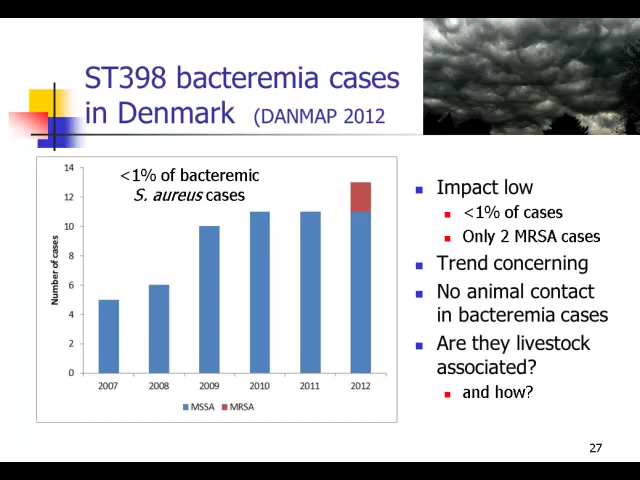 ST398 bacteremia cases
in Denmark (DANMAP 2012
<1% of bacteremic
S. aureus cases
Number of cases
14
12
10
8
6
4
2
0
2007 2008 2009 2010 2011 2012
MSSA MRSA
Impact low
<1% of cases
Only 2 MRSA cases
Trend concerning
No animal contact
in bacteremia cases
Are they livestock
associated?
and how?
27